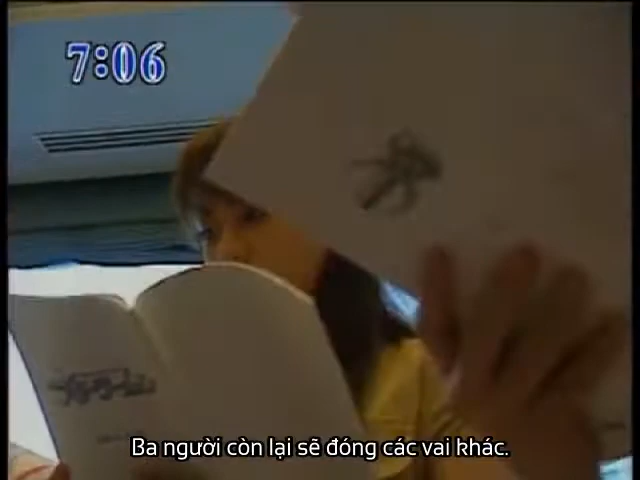 7:06
Ba người còn lại sẽ đóng các vai khác.